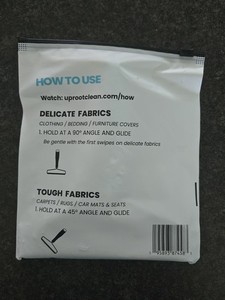 HOW TO USE
Watch: uprootclean.com/how
DELICATE FABRICS
CLOTHING / BEDDING / FURNITURE COVERS
1. HOLD AT A 90° ANGLE AND GLIDE
Be gentle with the first swipes on delicate fabrics
TOUGH FABRICS
CARPETS / RUGS / CAR MATS & SEATS
1. HOLD AT A 45° ANGLE AND GLIDE